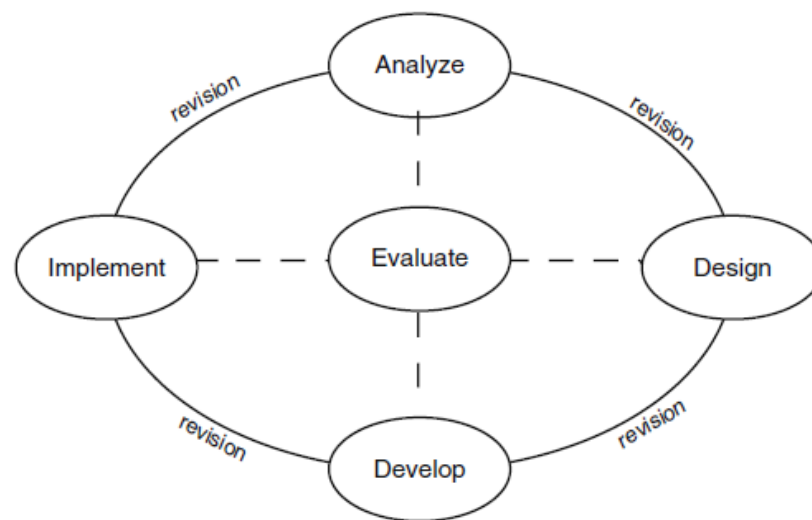 Analyze
revision
revision
Implement
Evaluate
Design
revision
revision
Develop